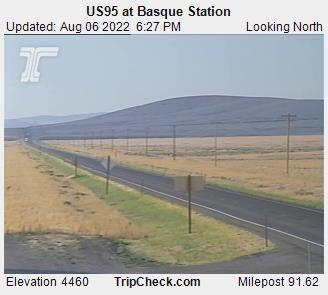 US95 at Basque Station
Updated: Aug 06 2022 6:27 PM Looking North
Elevation 4460 TripCheck.com Milepost 91.62